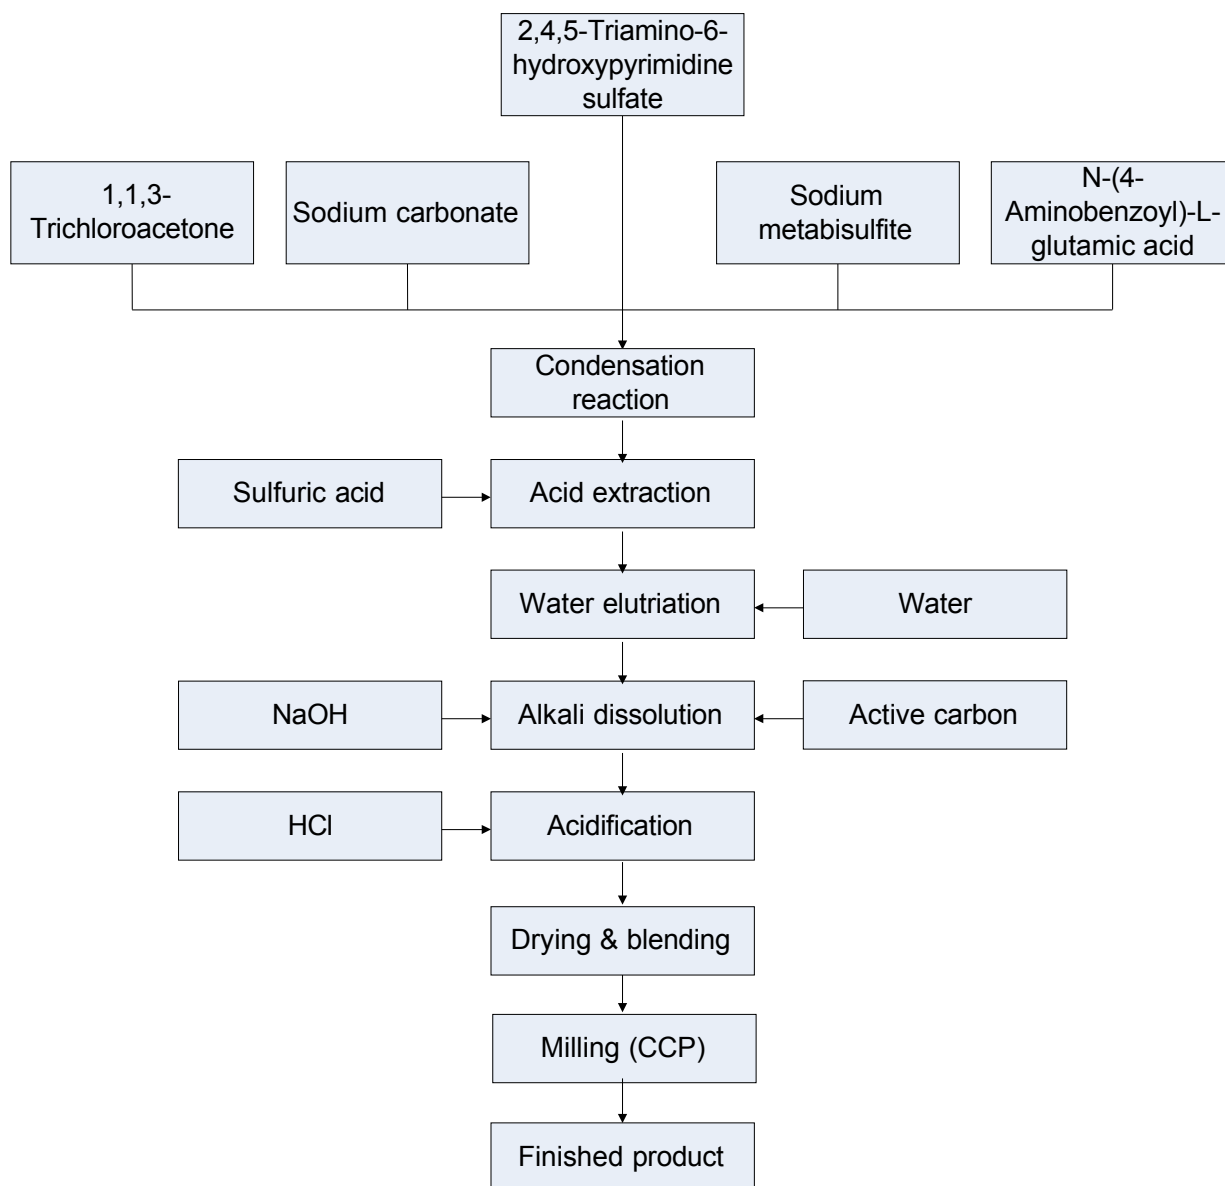 2,4,5-Triamino-6-
hydroxypyrimidine
sulfate
1,1,3-
Trichloroacetone
Sodium carbonate
Sodium
metabisulfite
N-(4-
Aminobenzoyl)-L-
glutamic acid
Condensation
reaction
Sulfuric acid
Acid extraction
Water elutriation
Water
NaOH
Alkali dissolution
Active carbon
HCl
Acidification
Drying & blending
Milling (CCP)
Finished product